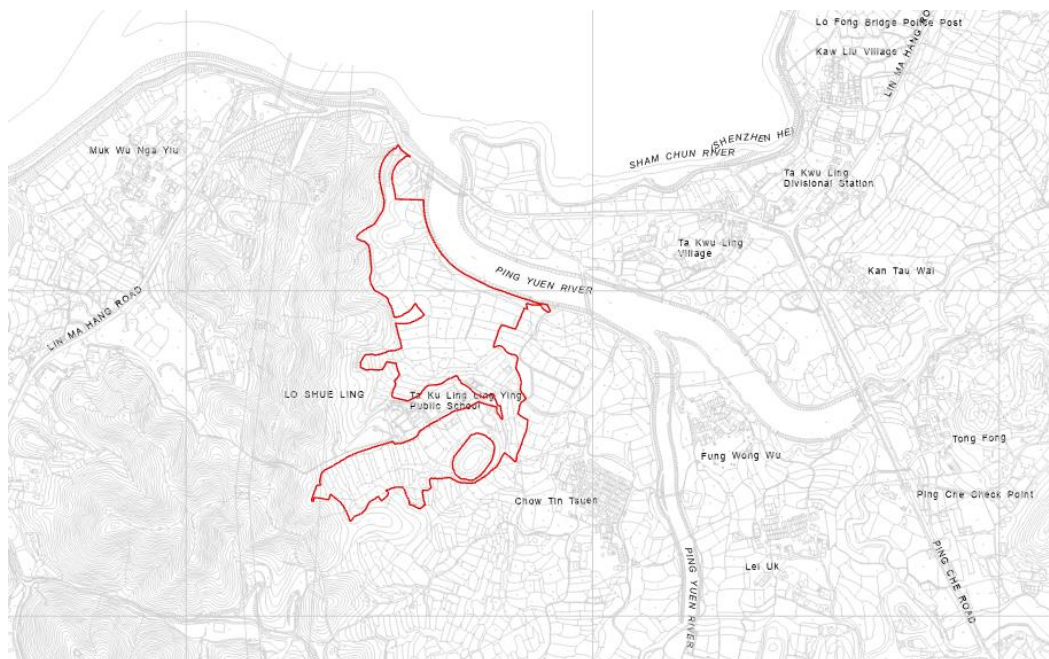 Lo Fong Bridge Police Post
Kaw Liu Village
LIN MA HANG
Muk Wu Nga Yiu
SHAM CHUN RIVER
(SHENZHEN HE)
Ta Kwu Ling
Divisional Station
Ta Kwu Ling
Village
Kan Tau Wai
PING YUEN RIVER
LIN MA HANG ROAD
LO SHUE LING
Ta Ku Ling Ling Ying
Public School
Tong Fong
Fung Wong Wu
Chow Tin Tsuen
Ping Che Check Point
Lei Uk
PING YUEN RIVER
PING CHE ROAD